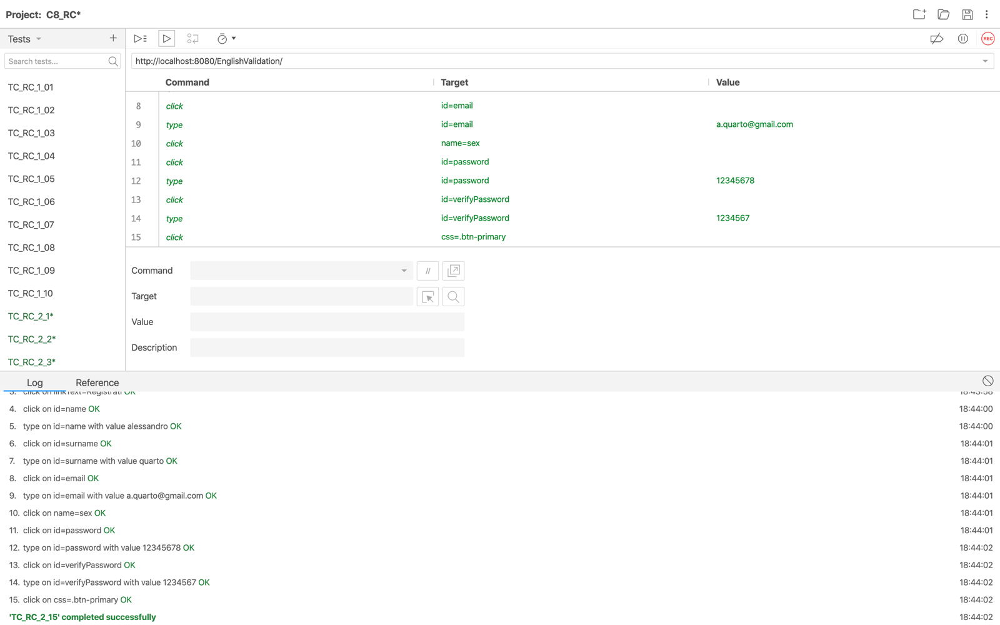 Project: C8_RC*
Tests
Search tests...
http://localhost:8080/EnglishValidation/
REC
Command Target Value
TC_RC_1_01
TC_RC_1_02
TC_RC_1_03
TC_RC_1_04
TC_RC_1_05
TC_RC_1_06
TC_RC_1_07
TC_RC_1_08
TC_RC_1_09
TC_RC_1_10
TC_RC_2_1*
TC_RC_2_2*
TC_RC_2_3*
8 click id=email
9 type id=email a.quarto@gmail.com
10 click name=sex
11 click id=password
12 type id=password 12345678
13 click id=verifyPassword
14 type id=verifyPassword 1234567
15 click css=.btn-primary
Command //
Target
Value
Description
Log Reference
3. click on linkText=Registrati OK 18:43:58
4. click on id=name OK 18:44:00
5. type on id=name with value alessandro OK 18:44:00
6. click on id=surname OK 18:44:01
7. type on id=surname with value quarto OK 18:44:01
8. click on id=email OK 18:44:01
9. type on id=email with value a.quarto@gmail.com OK 18:44:01
10. click on name=sex OK 18:44:01
11. click on id=password OK 18:44:01
12. type on id=password with value 12345678 OK 18:44:02
13. click on id=verifyPassword OK 18:44:02
14. type on id=verifyPassword with value 1234567 OK 18:44:02
15. click on css=.btn-primary OK 18:44:02
'TC_RC_2_15' completed successfully 18:44:02